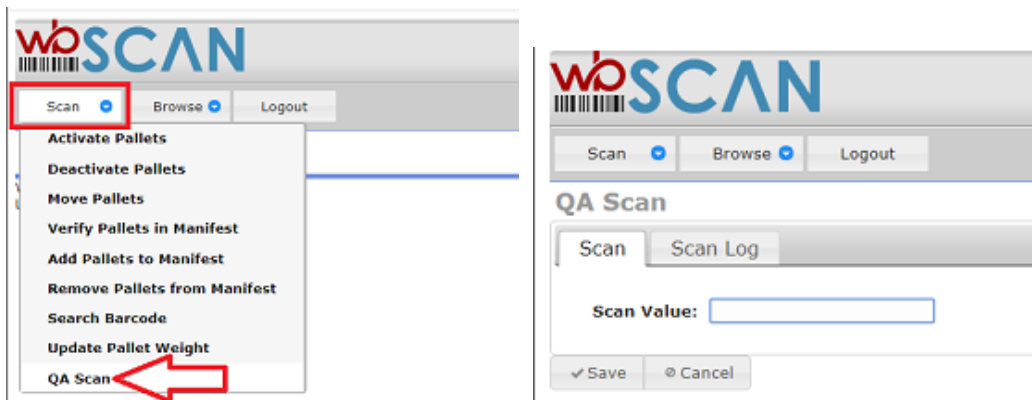 wbSCAN
Scan Browse Logout
Activate Pallets
Deactivate Pallets
Move Pallets
Verify Pallets in Manifest
Add Pallets to Manifest
Remove Pallets from Manifest
Search Barcode
Update Pallet Weight
QA Scan
wbSCAN
Scan Browse Logout
QA Scan
Scan Scan Log
Scan Value:
Save Cancel